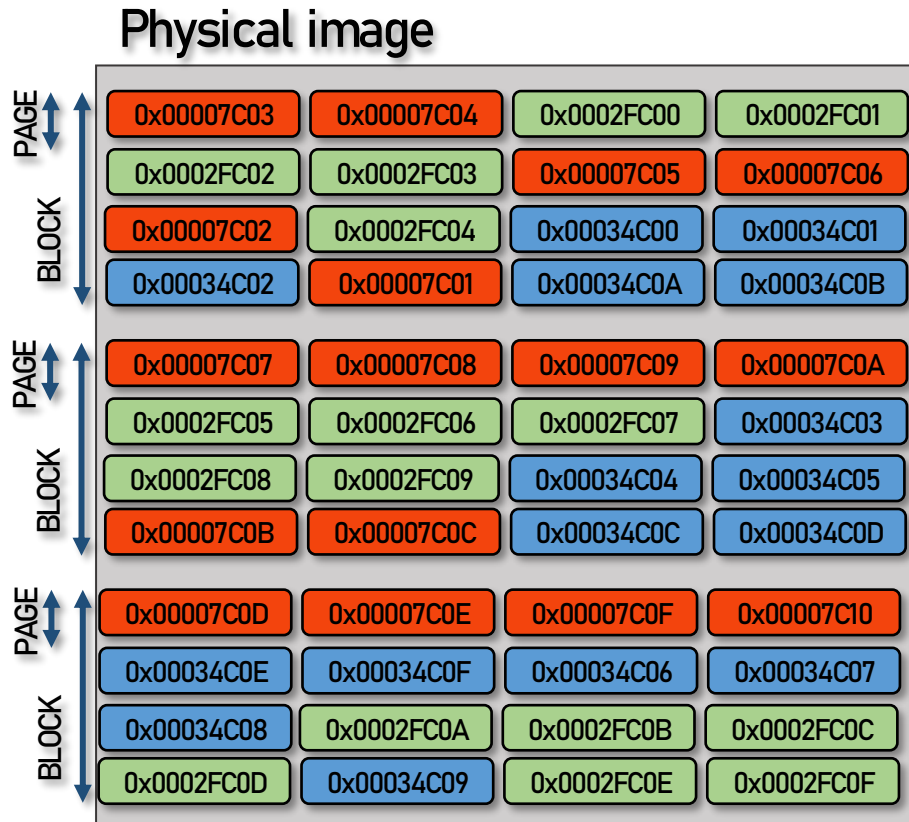 Physical image
PAGE
BLOCK
0x00007C03 0x00007C04 0x0002FC00 0x0002FC01
0x0002FC02 0x0002FC03 0x00007C05 0x00007C06
0x00007C02 0x0002FC04 0x00034C00 0x00034C01
0x00034C02 0x00007C01 0x00034C0A 0x00034C0B
PAGE
BLOCK
0x00007C07 0x00007C08 0x00007C09 0x00007C0A
0x0002FC05 0x0002FC06 0x0002FC07 0x00034C03
0x0002FC08 0x0002FC09 0x00034C04 0x00034C05
0x00007C0B 0x00007C0C 0x00034C0C 0x00034C0D
PAGE
BLOCK
0x00007C0D 0x00007C0E 0x00007C0F 0x00007C10
0x00034C0E 0x00034C0F 0x00034C06 0x00034C07
0x00034C08 0x0002FC0A 0x0002FC0B 0x0002FC0C
0x0002FC0D 0x00034C09 0x0002FC0E 0x0002FC0F